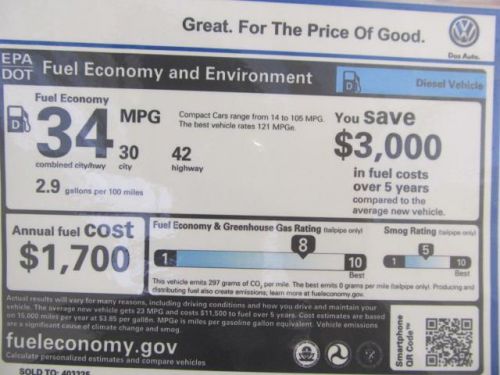 Great. For The Price Of Good.
Das Auto.
EPA
DOT
Fuel Economy and Environment
Diesel Vehicle
Fuel Economy
D
34 MPG
combined city/hwy
30
city
42
highway
2.9 gallons per 100 miles
Compact Cars range from 14 to 105 MPG.
The best vehicle rates 121 MPGe.
D
You save
$3,000
in fuel costs
over 5 years
compared to the
average new vehicle.
Annual fuel cost
$1,700
Fuel Economy & Greenhouse Gas Rating (tailpipe only)
1
8
10
Best
Smog Rating (tailpipe only)
1
5
10
Best
This vehicle emits 297 grams of CO2 per mile. The best emits 0 grams per mile (tailpipe only). Producing and
distributing fuel also create emissions; learn more at fueleconomy.gov.
Actual results will vary for many reasons, including driving conditions and how you drive and maintain your
vehicle. The average new vehicle gets 23 MPG and costs $11,500 to fuel over 5 years. Cost estimates are based
on 15,000 miles per year at $3.85 per gallon. MPGe is miles per gasoline gallon equivalent. Vehicle emissions
are a significant cause of climate change and smog.
fueleconomy.gov
Calculate personalized estimates and compare vehicles
Smartphone
QR Code™
SOLD TO: 403325